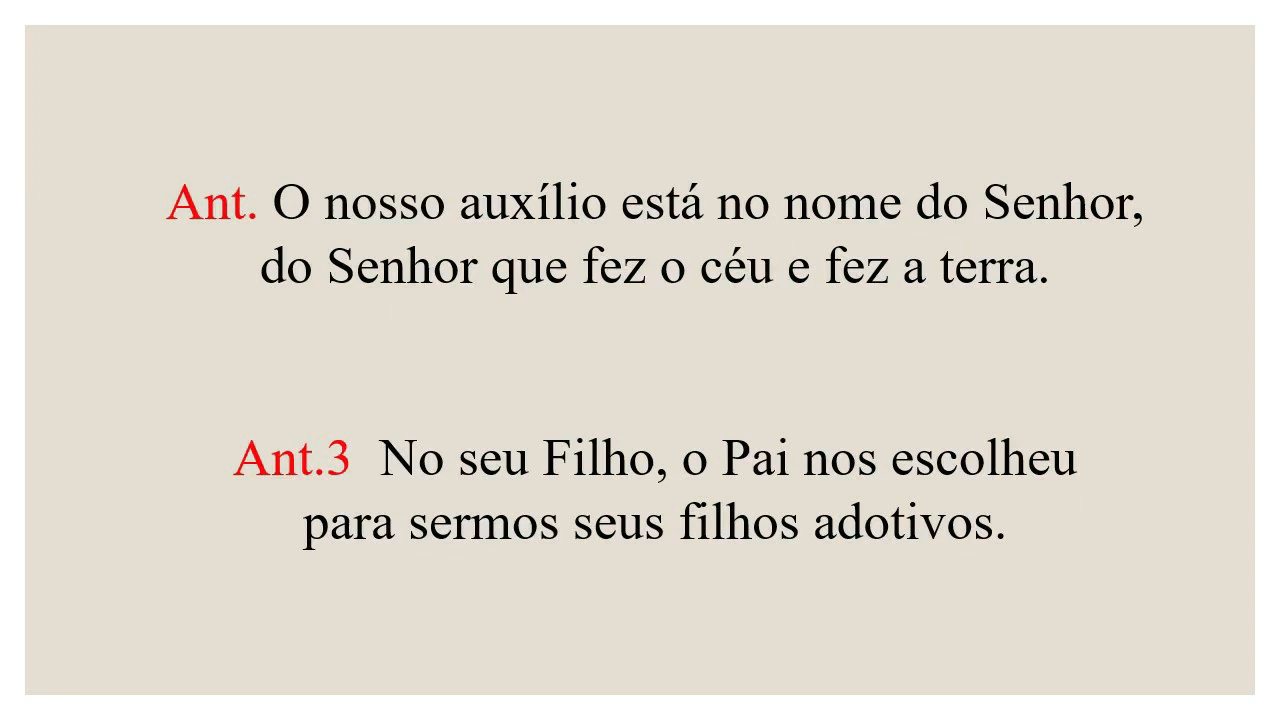 Ant. O nosso auxílio está no nome do Senhor,
do Senhor que fez o céu e fez a terra.
Ant.3 No seu Filho, o Pai nos escolheu
para sermos seus filhos adotivos.